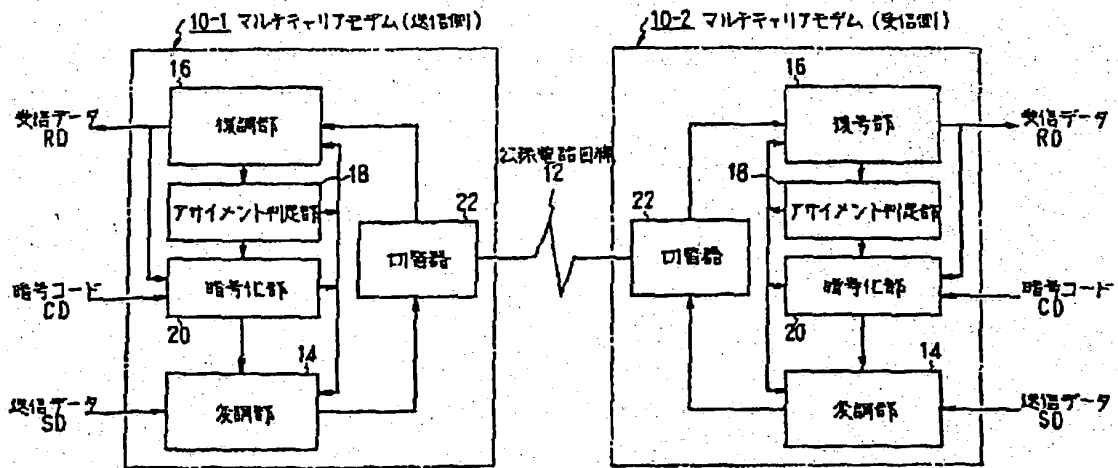 10-1 マルチキャリアモデム(送信側)
16
復調部
受信データ
RD
18
アサイメント判定部
22
切替器
暗号コード
CD
暗号化部
20
14
変調部
送信データ
SD
公衆電話回線
12
10-2 マルチキャリアモデム(受信側)
16
復号部
受信データ
RD
18
アサイメント判定部
22
切替器
暗号化部
20
暗号コード
CD
14
変調部
送信データ
SD